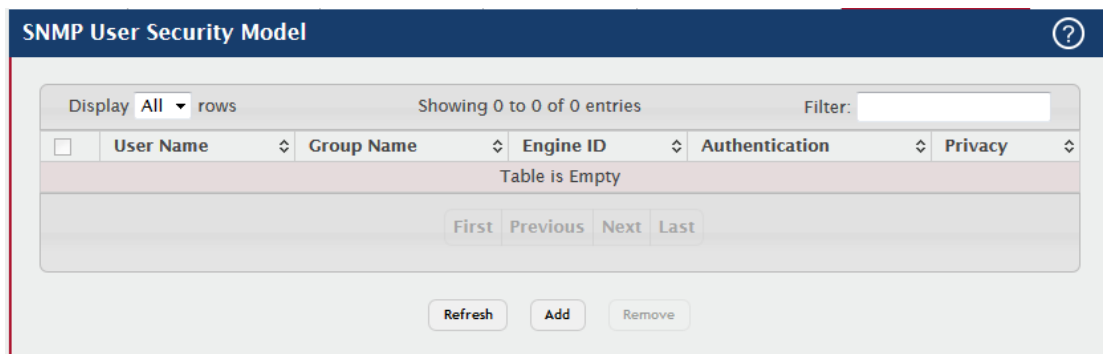 SNMP User Security Model ?
Display All rows Showing 0 to 0 of 0 entries Filter:
User Name Group Name Engine ID Authentication Privacy
Table is Empty
First Previous Next Last
Refresh Add Remove